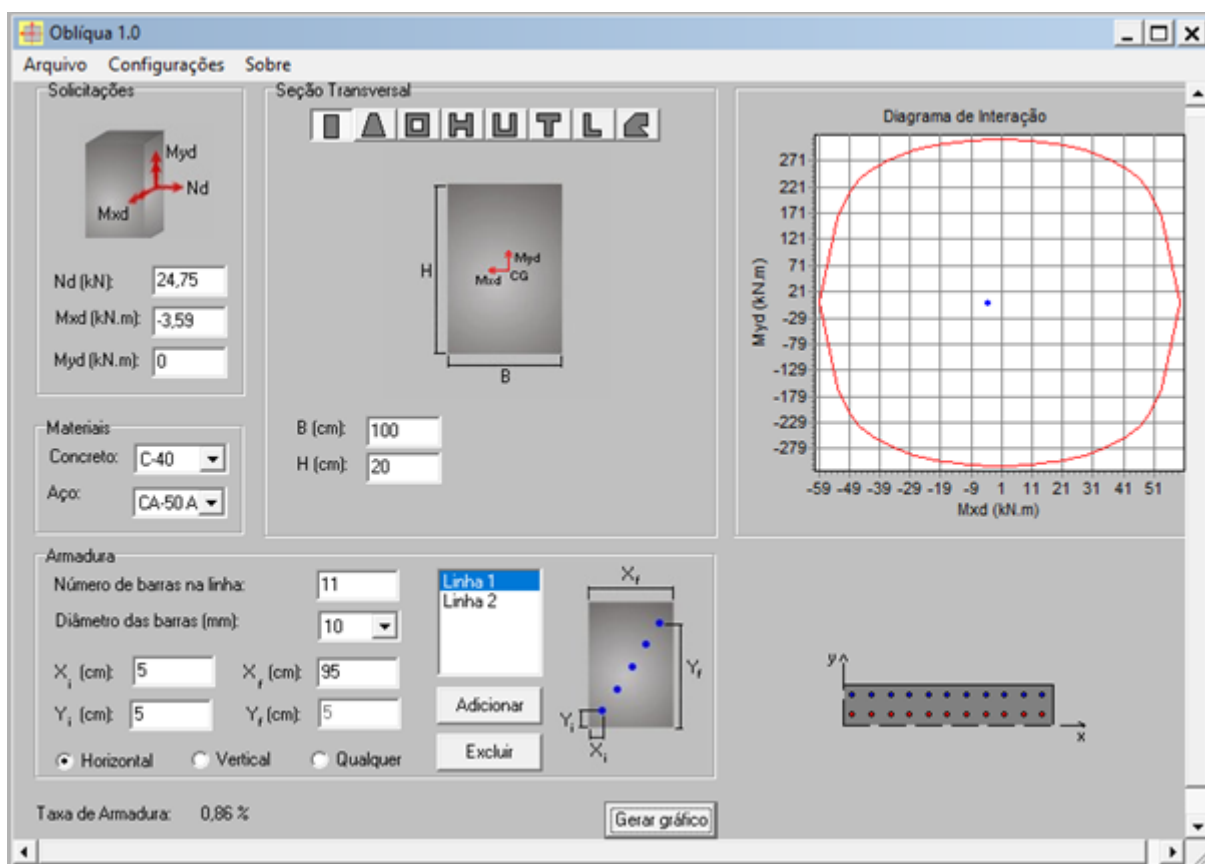 Oblíqua 1.0
Arquivo Configurações Sobre
Solicitações
Myd
Nd
Mxd
Nd (kN): 24,75
Mxd (kN.m): -3,59
Myd (kN.m): 0
Materiais
Concreto: C-40
Aço: CA-50 A
Seção Transversal
H
Myd
Mxd CG
B
B (cm): 100
H (cm): 20
Diagrama de Interação
Myd (kN.m)
271
221
171
121
71
21
-29
-79
-129
-179
-229
-279
-59 -49 -39 -29 -19 -9 1 11 21 31 41 51
Mxd (kN.m)
Armadura
Número de barras na linha: 11
Diâmetro das barras (mm): 10
Xi (cm): 5 Xf (cm): 95
Yi (cm): 5 Yf (cm): 5
Horizontal Vertical Qualquer
Linha 1
Linha 2
Adicionar
Excluir
Xf
Yf
Yi
Xi
y
x
Taxa de Armadura: 0,86 %
Gerar gráfico